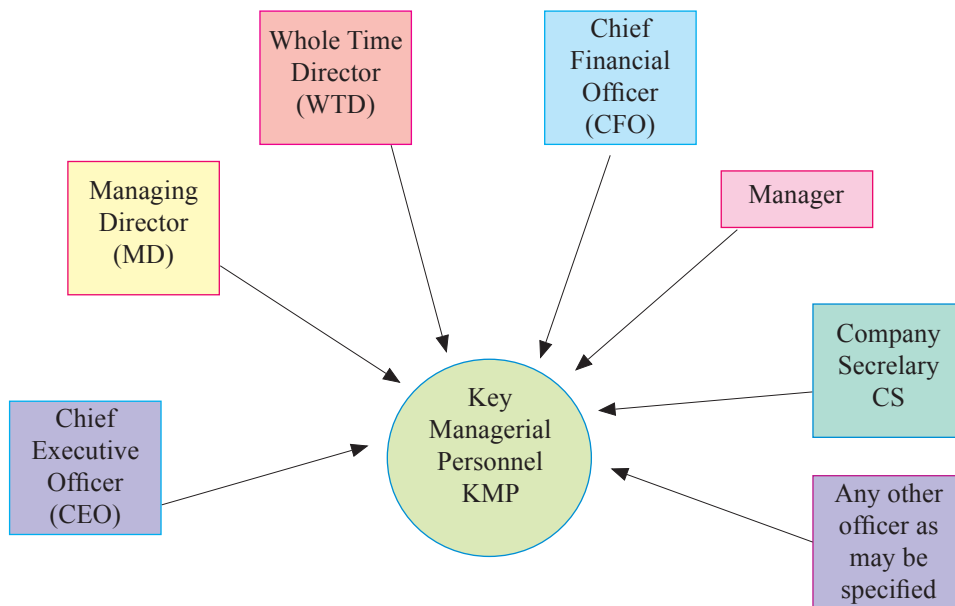 Whole Time
Director
(WTD)
Chief
Financial
Officer
(CFO)
Managing
Director
(MD)
Manager
Company
Secrelary
CS
Key
Managerial
Personnel
KMP
Chief
Executive
Officer
(CEO)
Any other
officer as
may be
specified